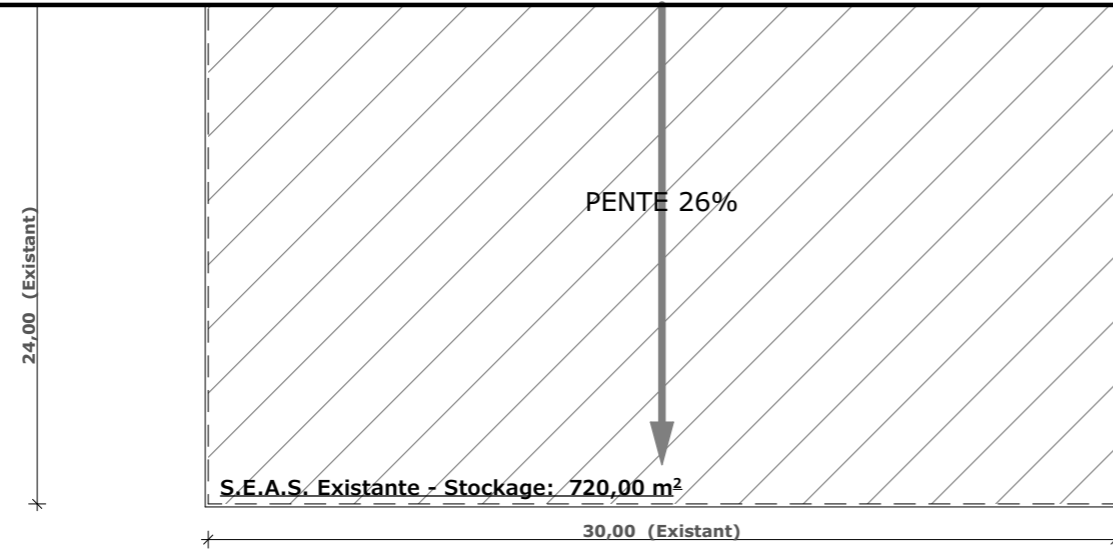 PENTE 26%
24,00 (Existant)
S.E.A.S. Existante - Stockage: 720,00 m²
30,00 (Existant)